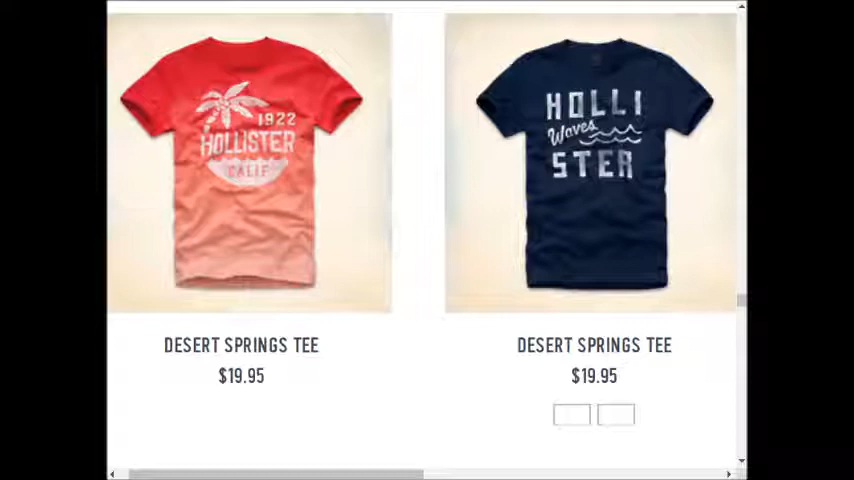 1922
HOLLISTER
CALIF
HOLLI
Waves
STER
DESERT SPRINGS TEE
$19.95
DESERT SPRINGS TEE
$19.95